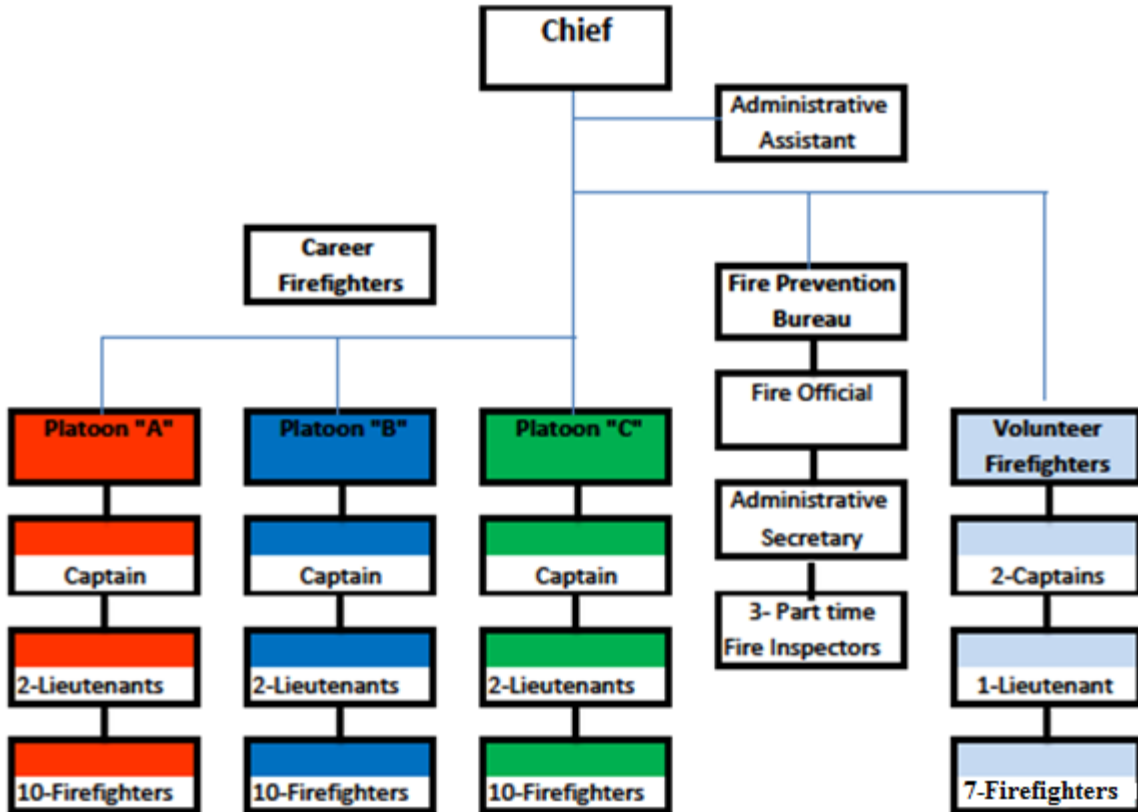 Chief
Administrative
Assistant
Career
Firefighters
Fire Prevention
Bureau
Fire Official
Administrative
Secretary
3- Part time
Fire Inspectors
Platoon "A"
Captain
2-Lieutenants
10-Firefighters
Platoon "B"
Captain
2-Lieutenants
10-Firefighters
Platoon "C"
Captain
2-Lieutenants
10-Firefighters
Volunteer
Firefighters
2-Captains
1-Lieutenant
7-Firefighters